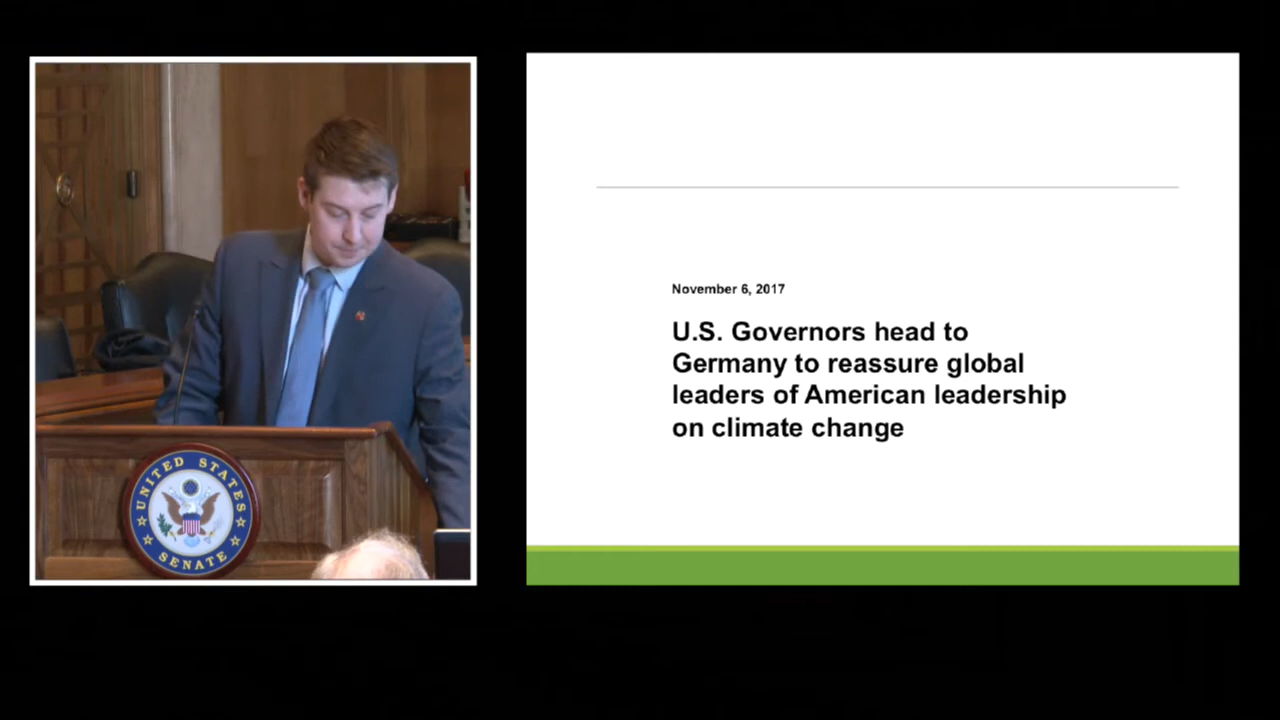 UNITED STATES
SENATE
November 6, 2017
U.S. Governors head to
Germany to reassure global
leaders of American leadership
on climate change